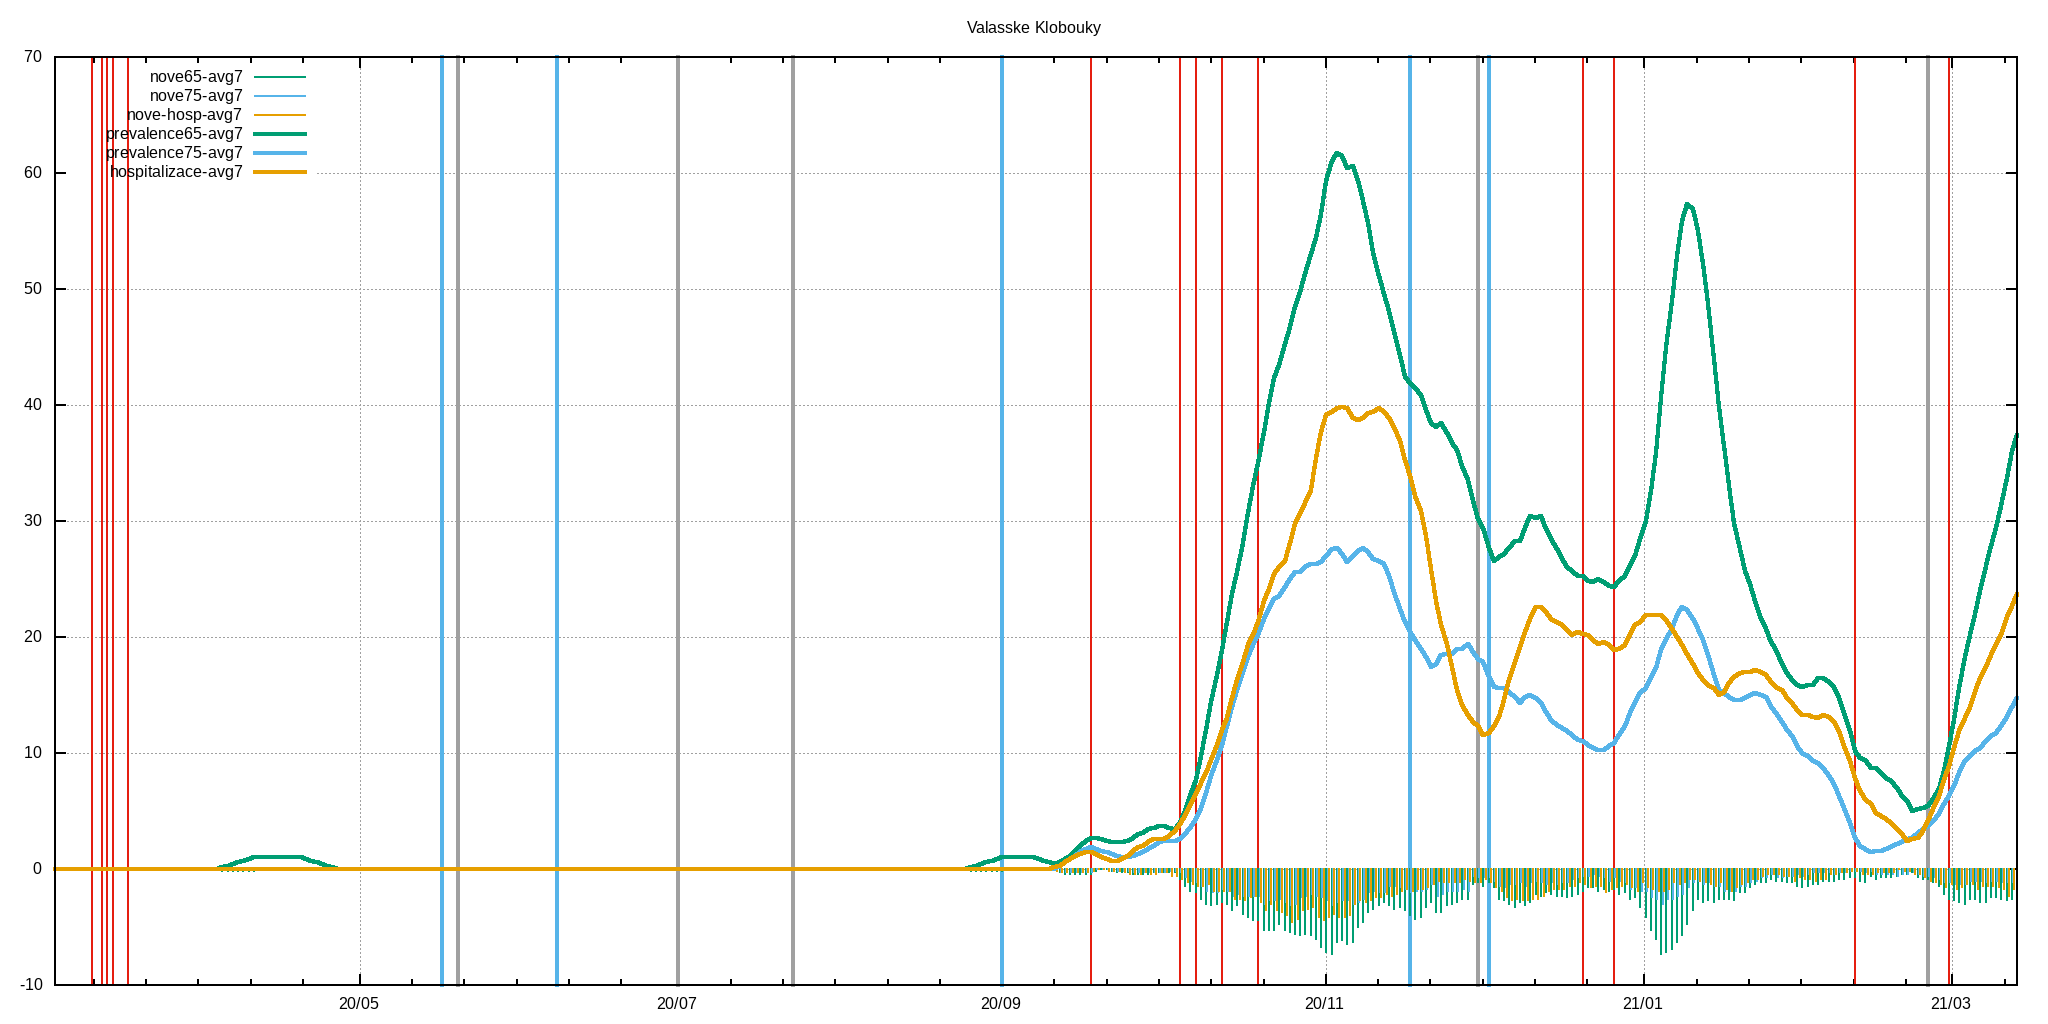 Valasske Klobouky
70
60
50
40
30
20
10
0
-10
nove65-avg7
nove75-avg7
nove-hosp-avg7
prevalence65-avg7
prevalence75-avg7
hospitalizace-avg7
20/05 20/07 20/09 20/11 21/01 21/03